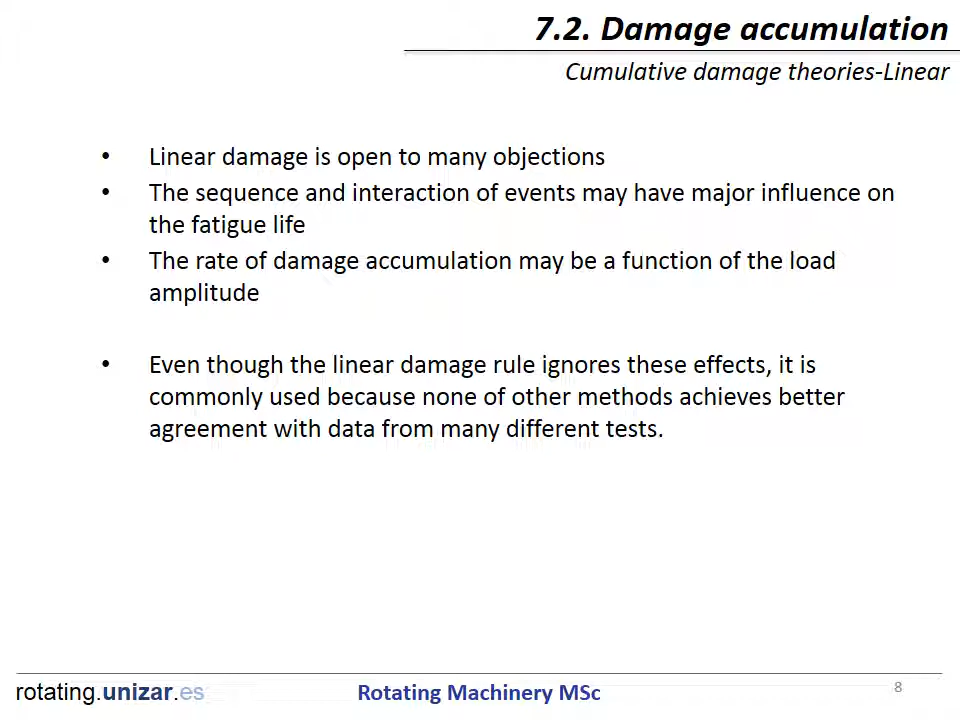 7.2. Damage accumulation
Cumulative damage theories-Linear
• Linear damage is open to many objections
• The sequence and interaction of events may have major influence on
the fatigue life
• The rate of damage accumulation may be a function of the load
amplitude
• Even though the linear damage rule ignores these effects, it is
commonly used because none of other methods achieves better
agreement with data from many different tests.
rotating.unizar.es
Rotating Machinery MSc
8